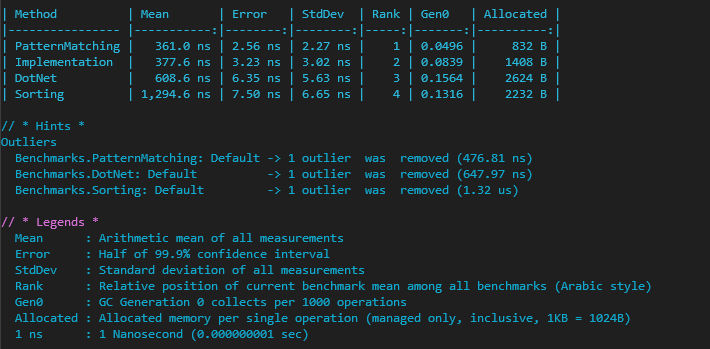 | Method         | Mean       | Error   | StdDev  | Rank | Gen0   | Allocated |
|--------------- |-----------:|--------:|--------:|-----:|-------:|----------:|
| PatternMatching |   361.0 ns | 2.56 ns | 2.27 ns |    1 | 0.0496 |     832 B |
| Implementation |   377.6 ns | 3.23 ns | 3.02 ns |    2 | 0.0839 |    1408 B |
| DotNet         |   608.6 ns | 6.35 ns | 5.63 ns |    3 | 0.1564 |    2624 B |
| Sorting        | 1,294.6 ns | 7.50 ns | 6.65 ns |    4 | 0.1316 |    2232 B |
// * Hints *
Outliers
  Benchmarks.PatternMatching: Default -> 1 outlier  was  removed (476.81 ns)
  Benchmarks.DotNet: Default          -> 1 outlier  was  removed (647.97 ns)
  Benchmarks.Sorting: Default         -> 1 outlier  was  removed (1.32 us)
// * Legends *
  Mean      : Arithmetic mean of all measurements
  Error     : Half of 99.9% confidence interval
  StdDev    : Standard deviation of all measurements
  Rank      : Relative position of current benchmark mean among all benchmarks (Arabic style)
  Gen0      : GC Generation 0 collects per 1000 operations
  Allocated : Allocated memory per single operation (managed only, inclusive, 1KB = 1024B)
  1 ns      : 1 Nanosecond (0.000000001 sec)